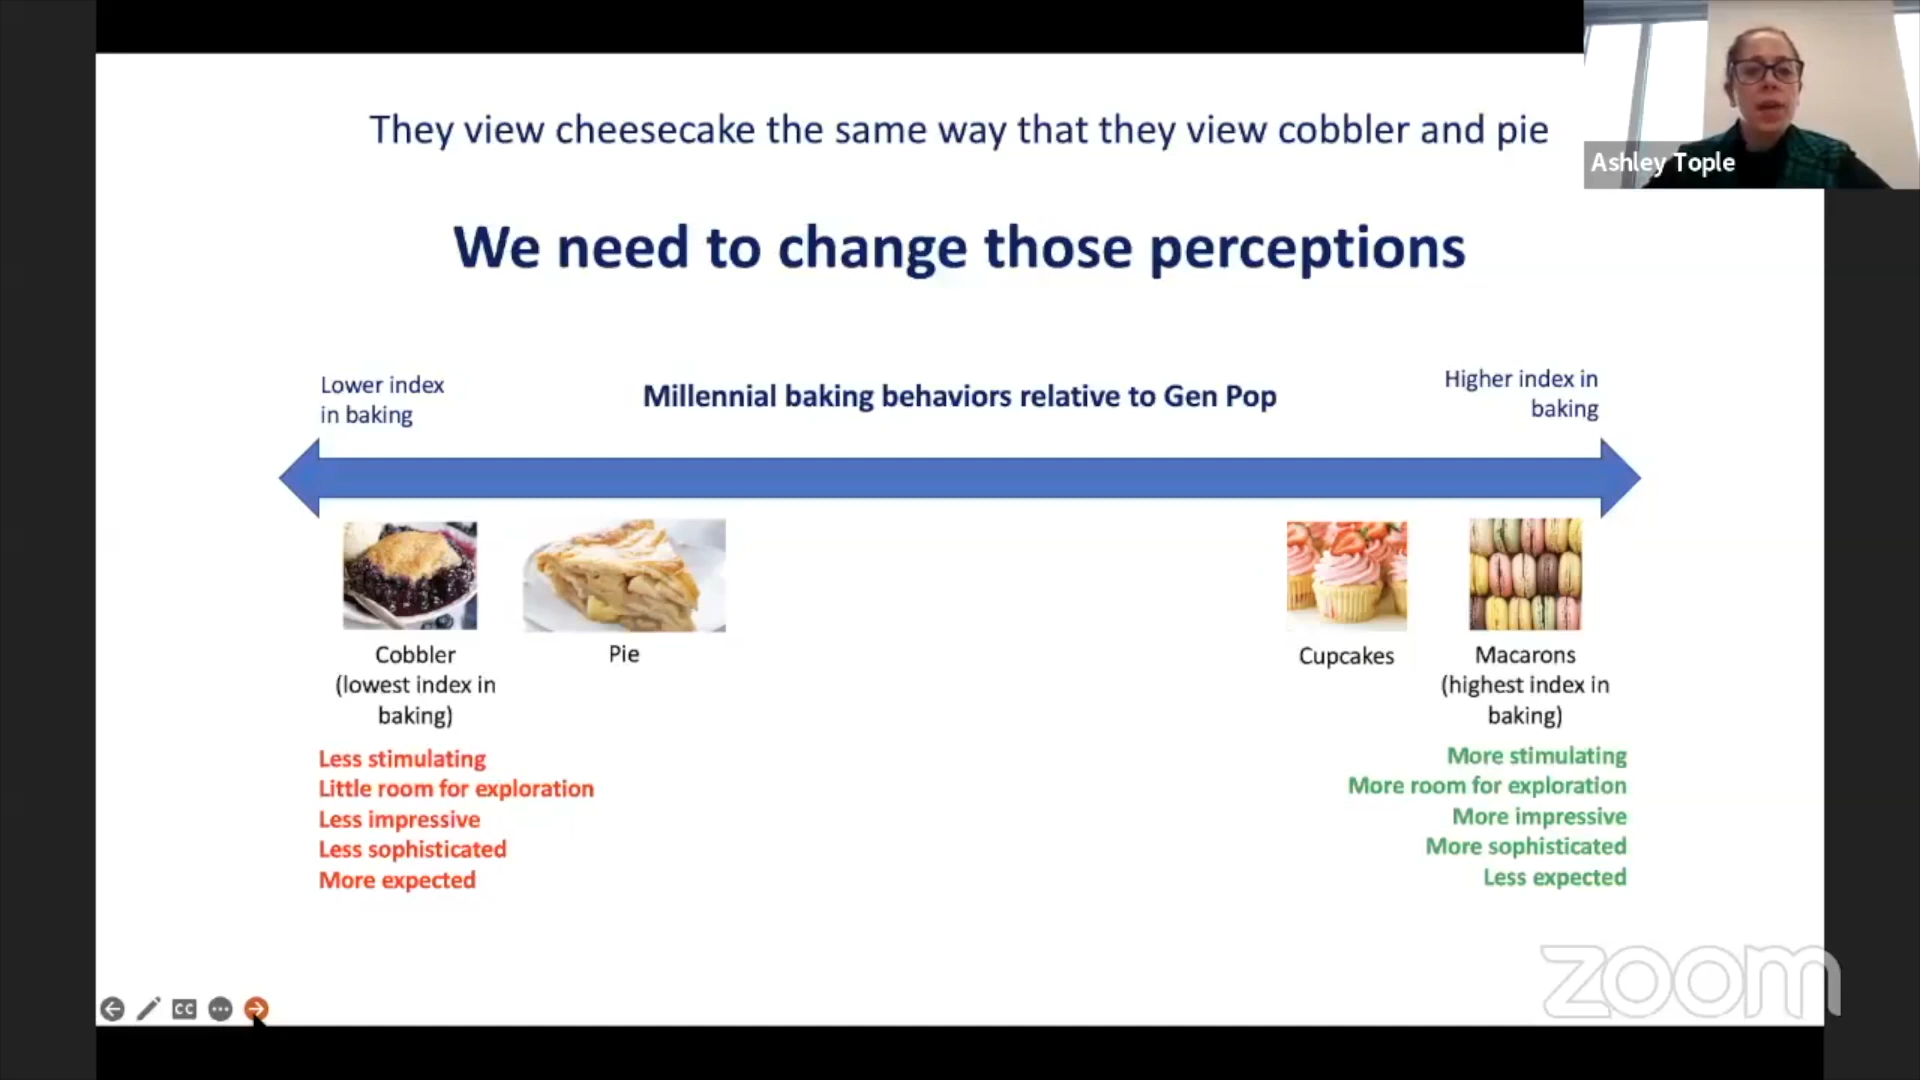 They view cheesecake the same way that they view cobbler and pie
Ashley Tople
We need to change those perceptions
Lower index
in baking
Millennial baking behaviors relative to Gen Pop
Higher index in
baking
Cobbler
(lowest index in
baking)
Pie
Cupcakes
Macarons
(highest index in
baking)
Less stimulating
Little room for exploration
Less impressive
Less sophisticated
More expected
More stimulating
More room for exploration
More impressive
More sophisticated
Less expected
CC
zoom